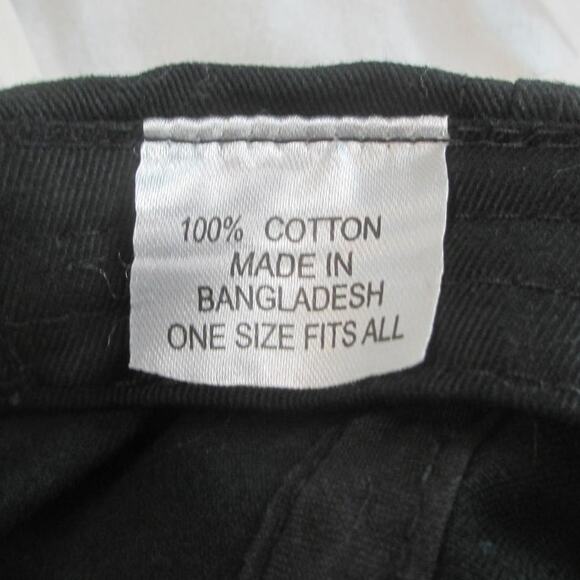 100% COTTON
MADE IN
BANGLADESH
ONE SIZE FITS ALL